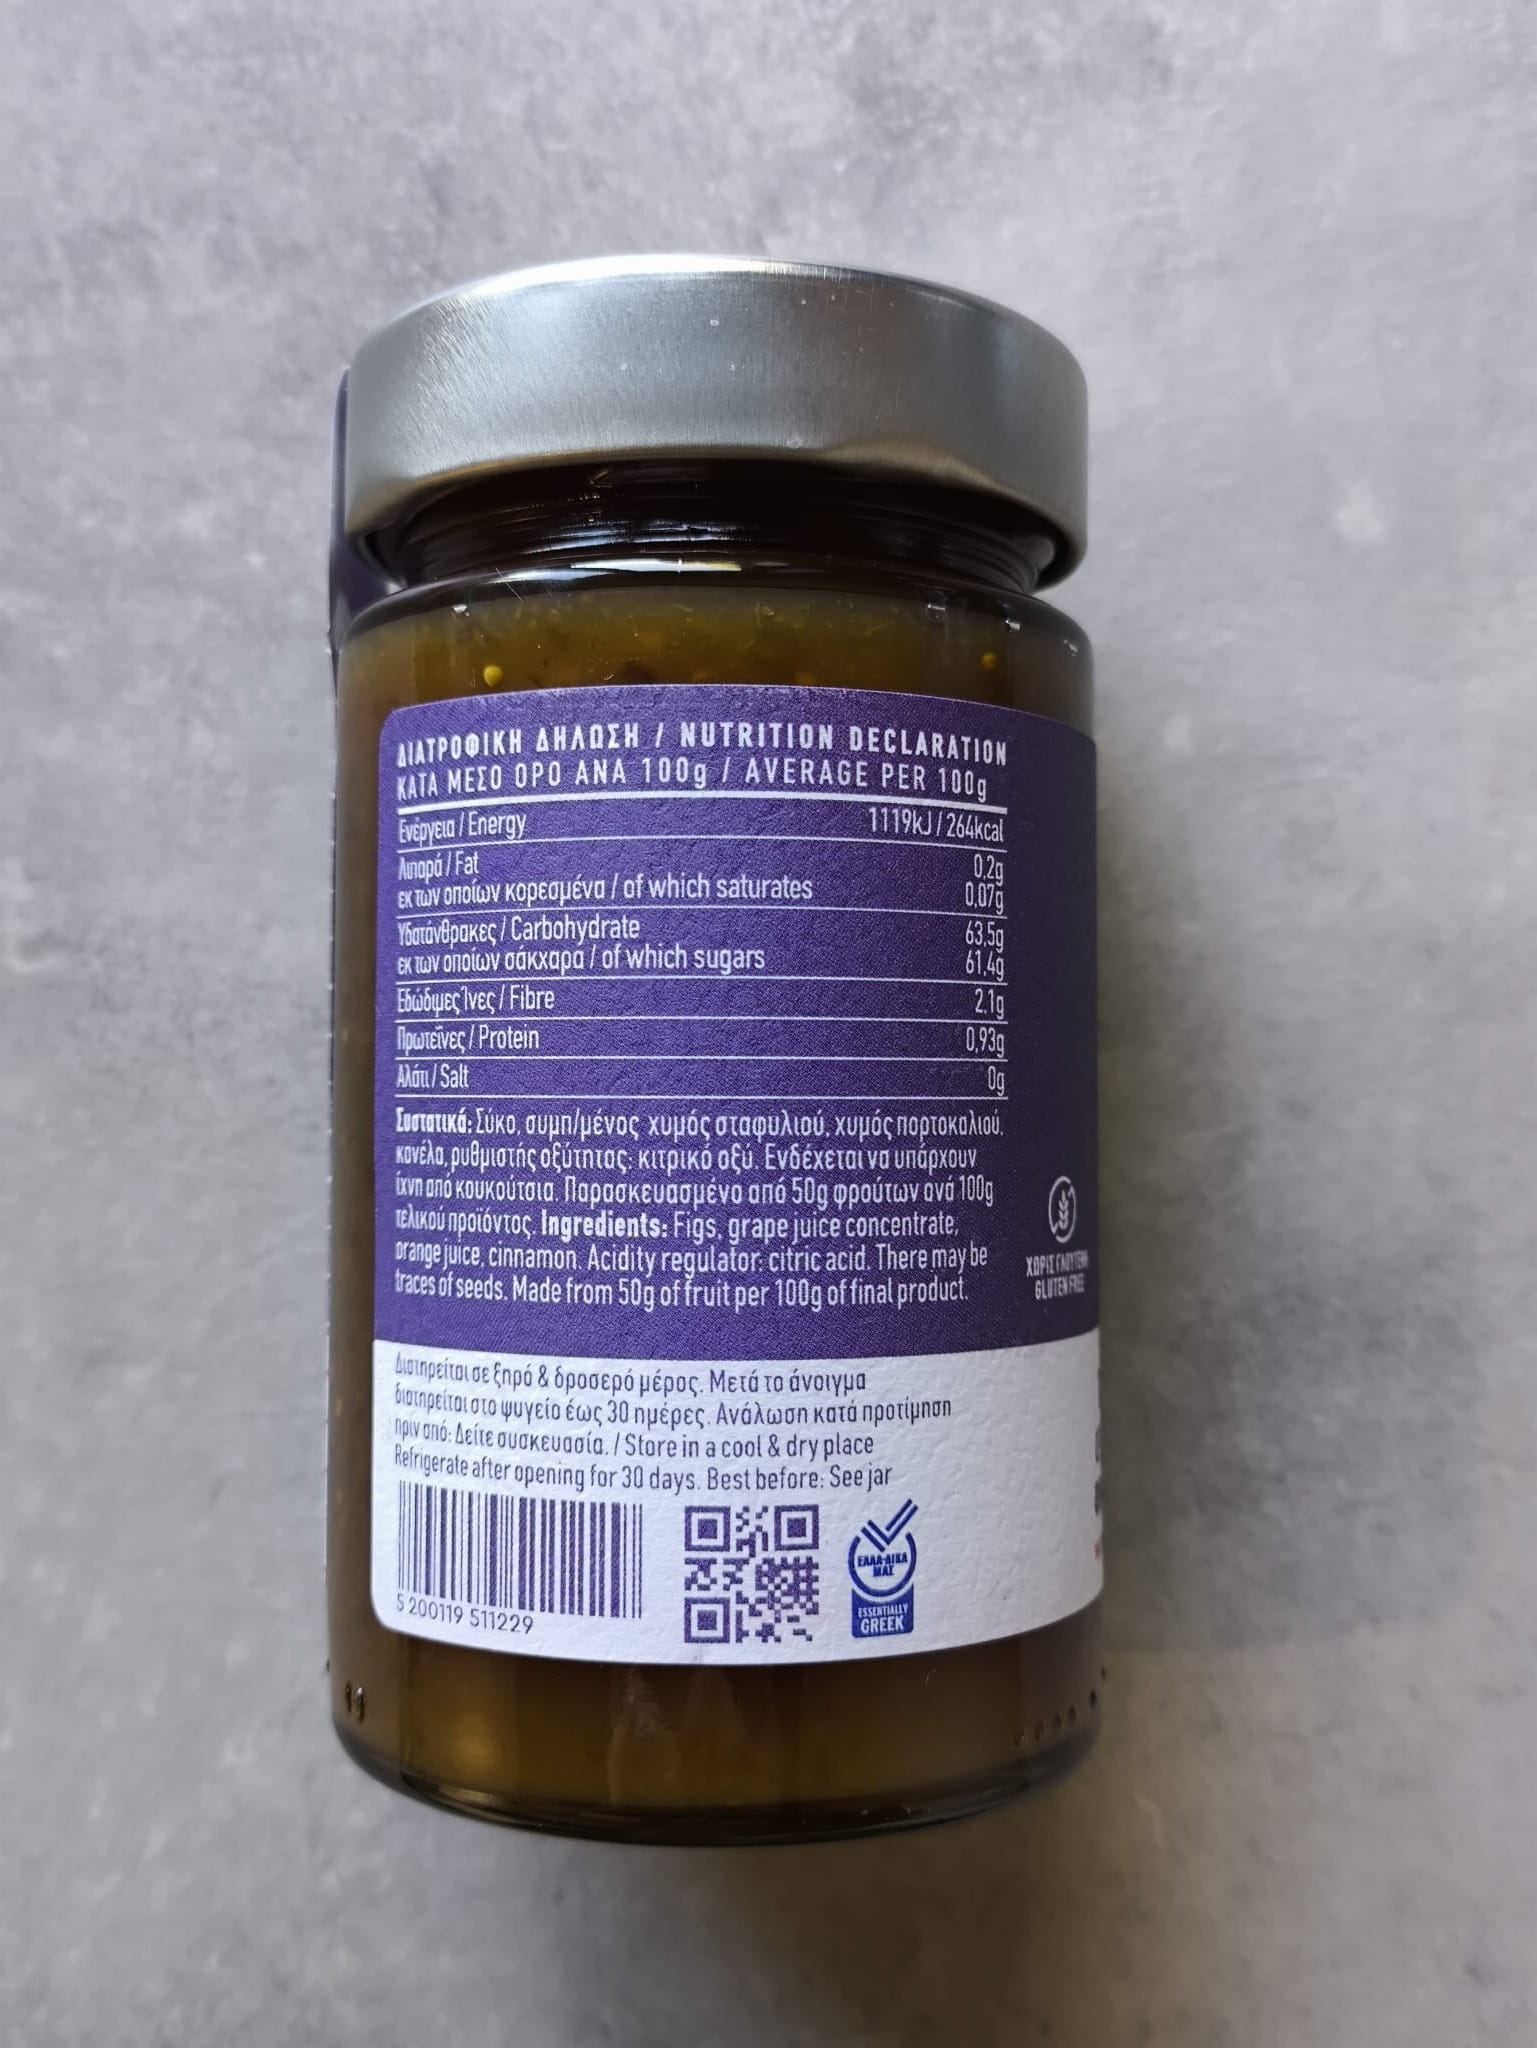 ΔΙΑΤΡΟΦΙΚΗ ΔΗΛΩΣΗ / NUTRITION DECLARATION
ΚΑΤΑ ΜΕΣΟ ΟΡΟ ΑΝΑ 100g / AVERAGE PER 100g
Ενέργεια / Energy 1119kJ / 264kcal
Λιπαρά / Fat 0,2g
εκ των οποίων κορεσμένα / of which saturates 0,07g
Υδατάνθρακες / Carbohydrate 63,5g
εκ των οποίων σάκχαρα / of which sugars 61,4g
Εδώδιμες Ίνες / Fibre 2,1g
Πρωτεΐνες / Protein 0,93g
Αλάτι / Salt 0g
Συστατικά: Σύκο, συμπ/μένος χυμός σταφυλιού, χυμός πορτοκαλιού,
κανέλα, ρυθμιστής οξύτητας: κιτρικό οξύ. Ενδέχεται να υπάρχουν
ίχνη από κουκούτσια. Παρασκευασμένο από 50g φρούτων ανά 100g
τελικού προϊόντος. Ingredients: Figs, grape juice concentrate,
orange juice, cinnamon. Acidity regulator: citric acid. There may be
traces of seeds. Made from 50g of fruit per 100g of final product.
ΧΩΡΙΣ ΓΛΟΥΤΕΝΗ
GLUTEN FREE
Διατηρείται σε ξηρό & δροσερό μέρος. Μετά το άνοιγμα
διατηρείται στο ψυγείο έως 30 ημέρες. Ανάλωση κατά προτίμηση
πριν από: Δείτε συσκευασία. / Store in a cool & dry place
Refrigerate after opening for 30 days. Best before: See jar
5 200119 511229
ΕΛΛΑ-ΔΙΚΑ
ΜΑΣ
ESSENTIALLY
GREEK